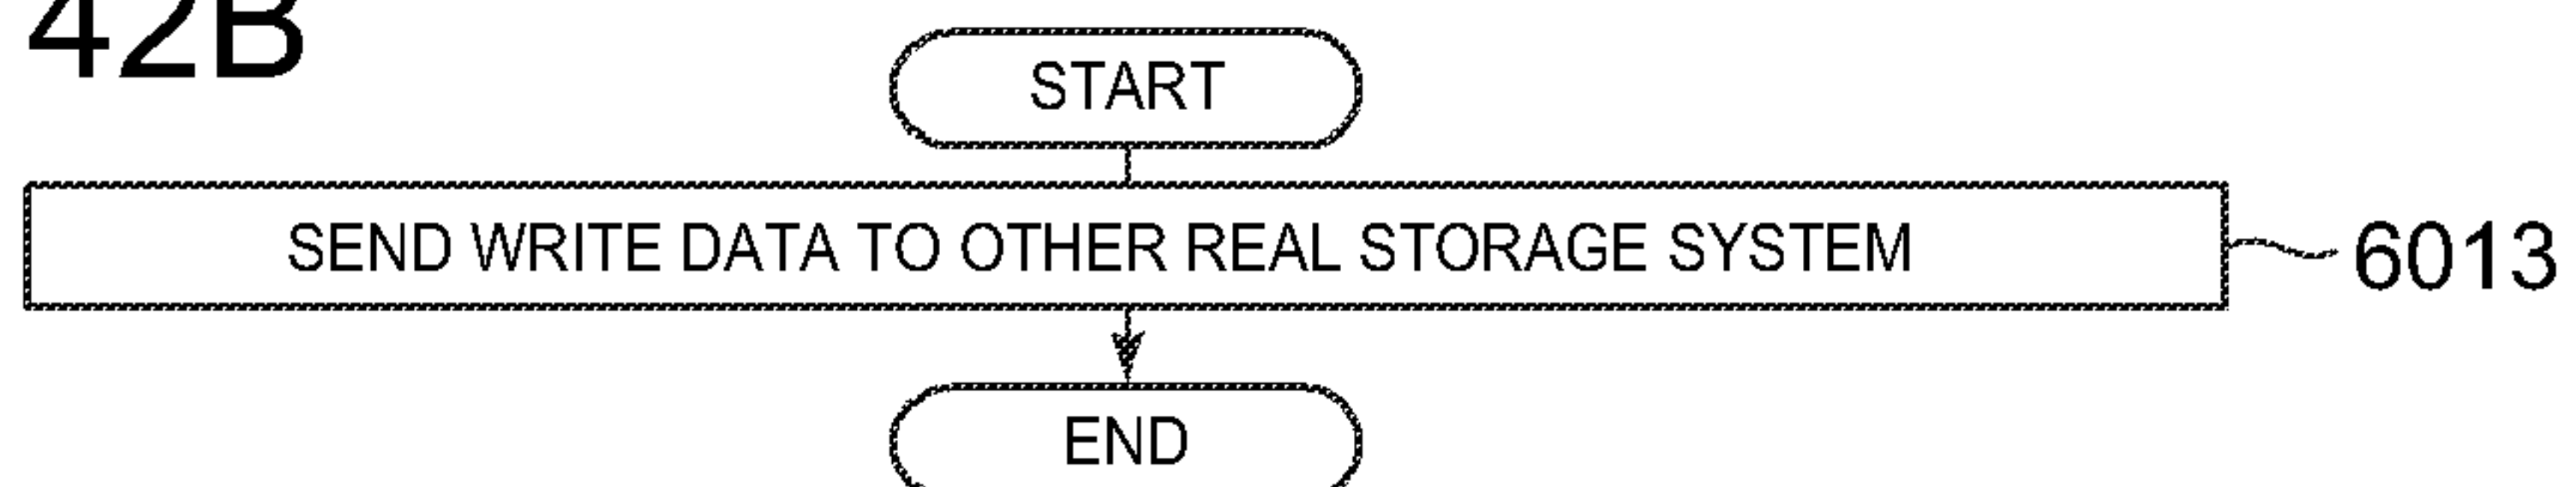 42B
START
SEND WRITE DATA TO OTHER REAL STORAGE SYSTEM
6013
END